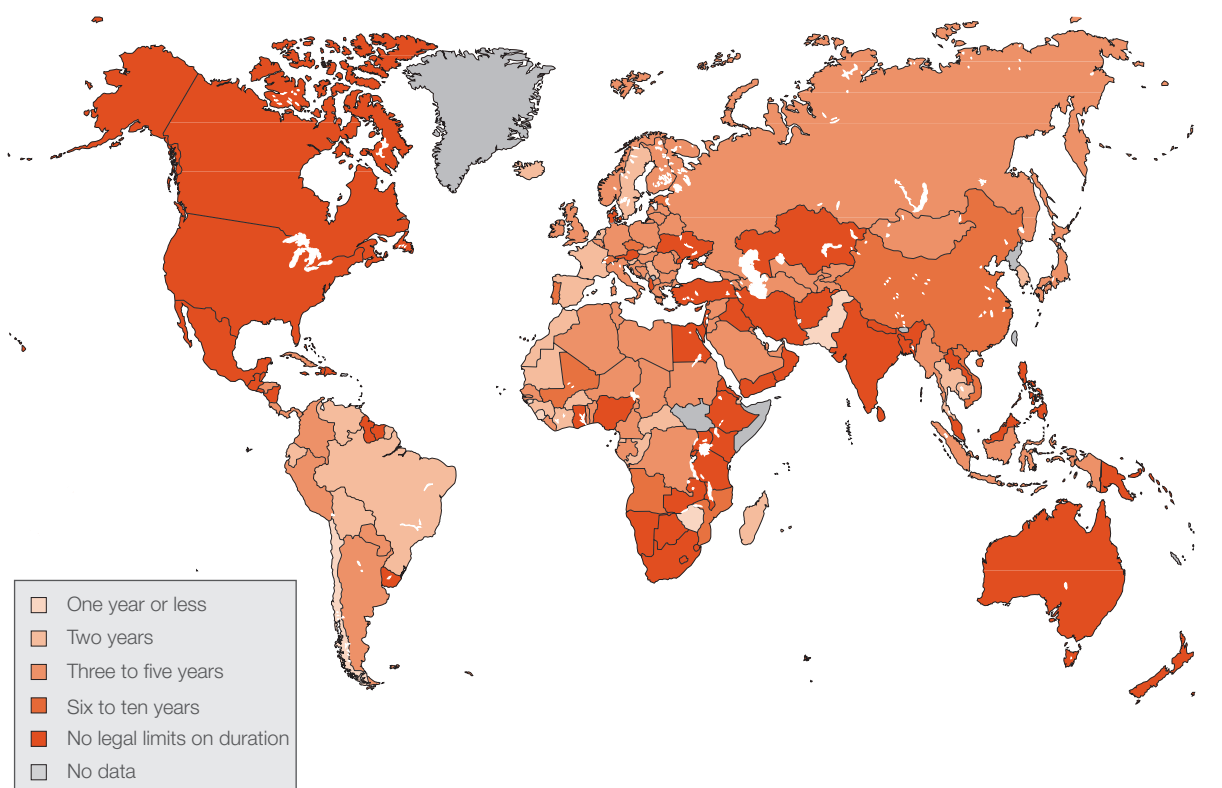 One year or less
Two years
Three to five years
Six to ten years
No legal limits on duration
No data